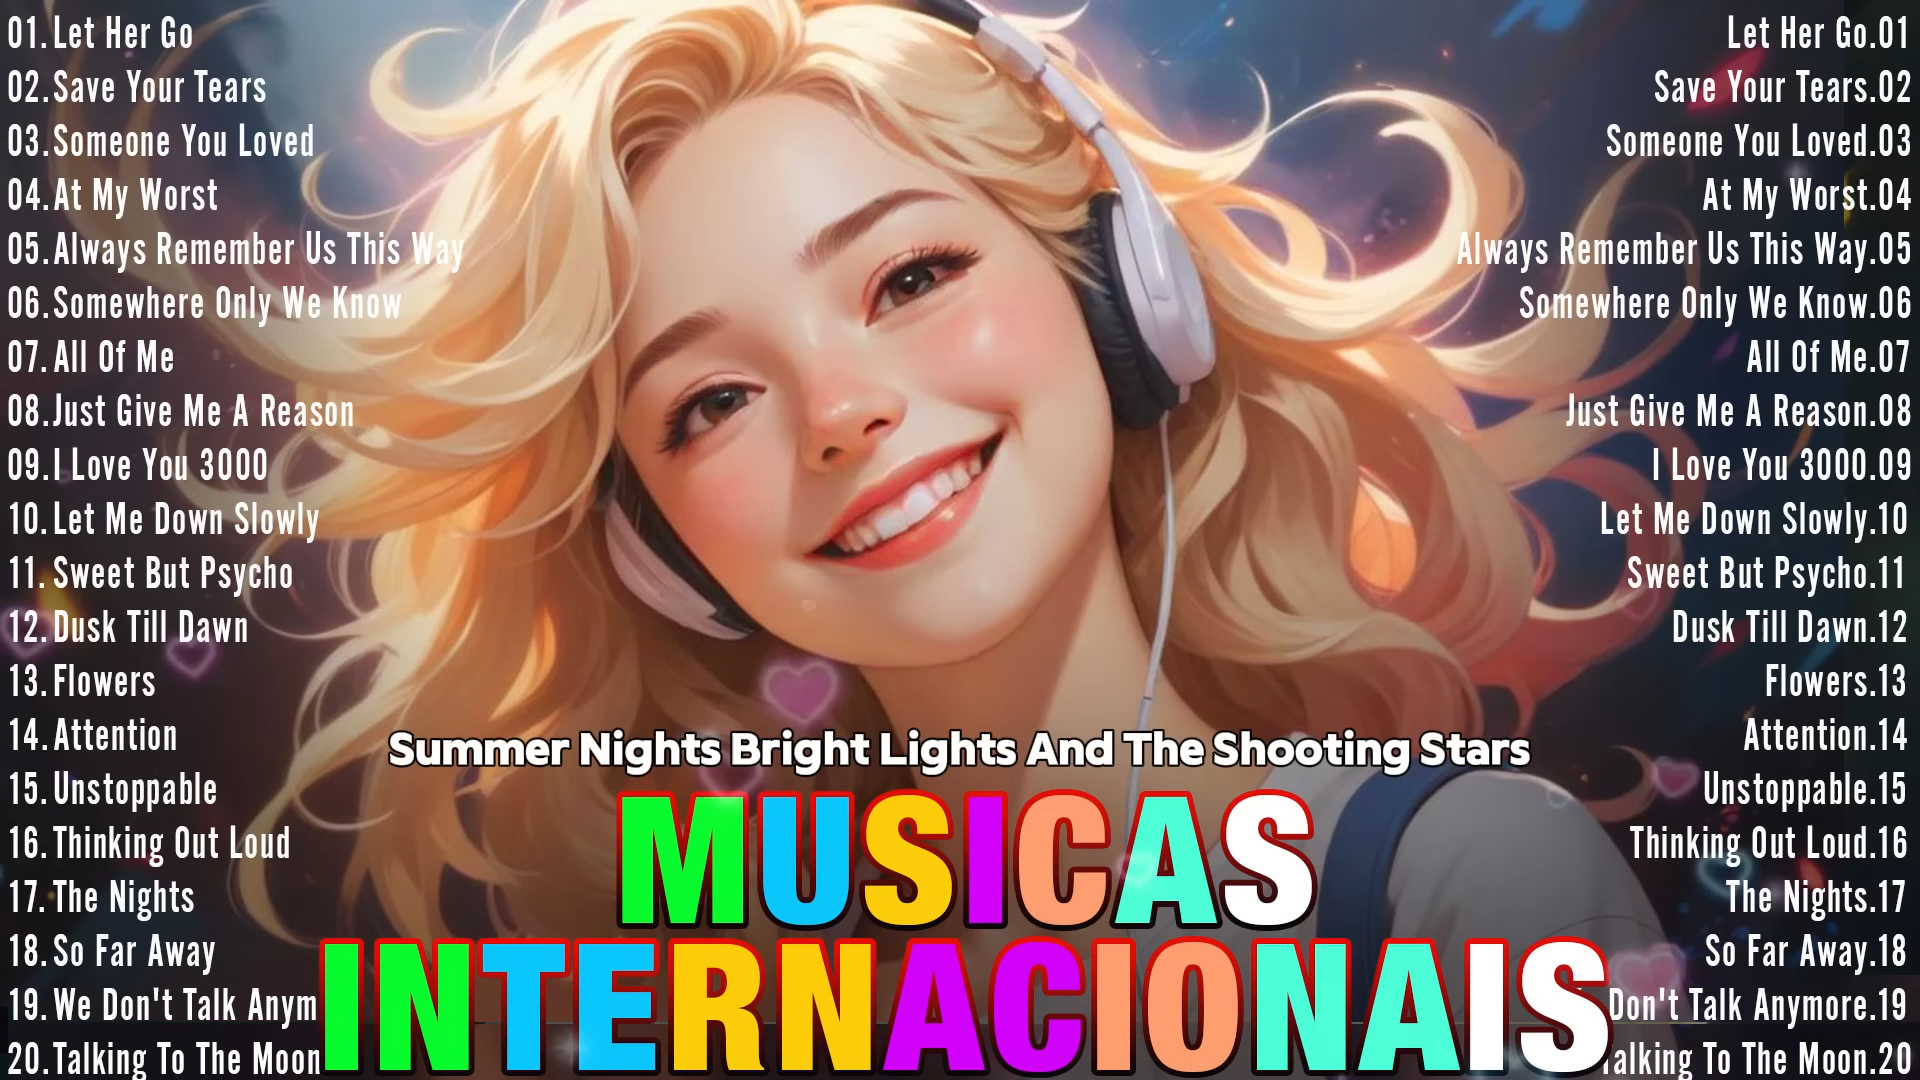 01.Let Her Go
02.Save Your Tears
03.Someone You Loved
04.At My Worst
05.Always Remember Us This Way
06.Somewhere Only We Know
07.All Of Me
08.Just Give Me A Reason
09.I Love You 3000
10.Let Me Down Slowly
11. Sweet But Psycho
12.Dusk Till Dawn
13.Flowers
14.Attention
15.Unstoppable
16.Thinking Out Loud
17.The Nights
18.So Far Away
19.We Don't Talk Anym
20.Talking To The Moon
Let Her Go.01
Save Your Tears.02
Someone You Loved.03
At My Worst.04
Always Remember Us This Way.05
Somewhere Only We Know.06
All Of Me.07
Just Give Me A Reason.08
I Love You 3000.09
Let Me Down Slowly.10
Sweet But Psycho.11
Dusk Till Dawn.12
Flowers.13
Attention.14
Unstoppable.15
Thinking Out Loud.16
The Nights.17
So Far Away.18
Don't Talk Anymore.19
alking To The Moon.20
Summer Nights Bright Lights And The Shooting Stars
MUSICAS
INTERNACIONAIS